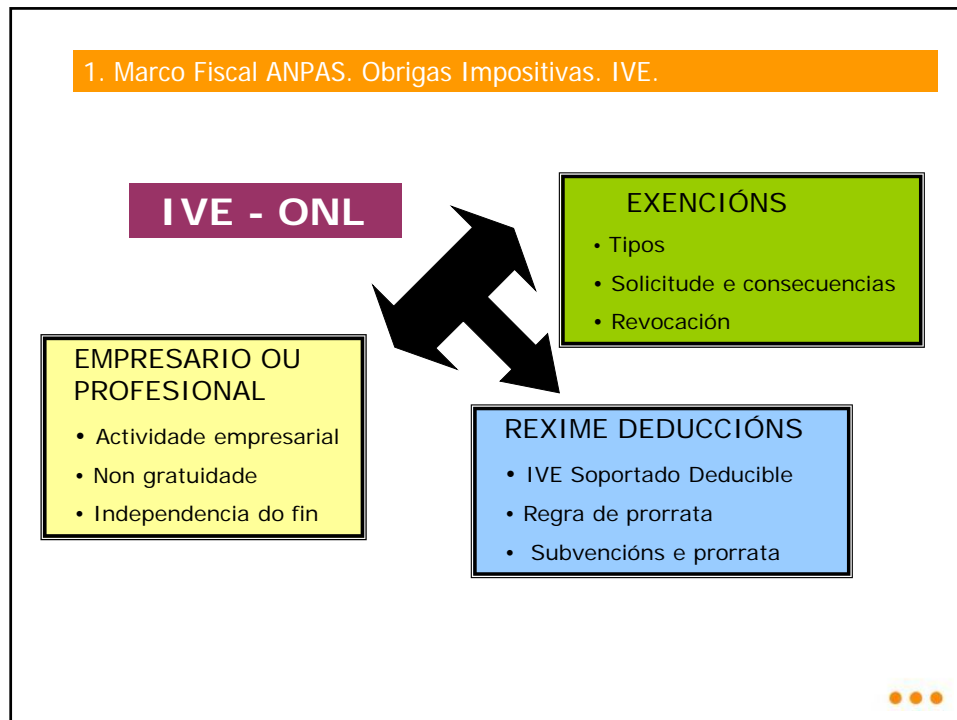 1. Marco Fiscal ANPAS. Obrigas Impositivas. IVE.
IVE - ONL
EXENCIÓNS
• Tipos
• Solicitude e consecuencias
• Revocación
EMPRESARIO OU
PROFESIONAL
• Actividade empresarial
• Non gratuidade
• Independencia do fin
REXIME DEDUCCIÓNS
• IVE Soportado Deducible
• Regra de prorrata
• Subvencións e prorrata